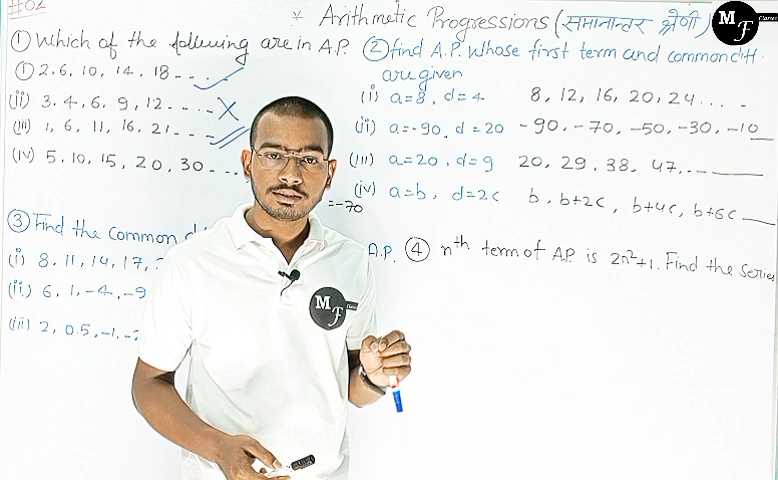 #02
* Arithmetic Progressions (समानान्तर श्रेणी)
M F Classes
① Which of the following are in A.P.
(i) 2, 6, 10, 14, 18 - - -
(ii) 3, 4, 6, 9, 12 - - - -
(iii) 1, 6, 11, 16, 21 - - -
(iv) 5, 10, 15, 20, 30 - - -
② find A.P. whose first term and common diff.
are given
(i) a=8, d=4 8, 12, 16, 20, 24 . . . . -
(ii) a=-90, d=20 -90, -70, -50, -30, -10
(iii) a=20, d=9 20, 29, 38, 47, - - -
(iv) a=b, d=2c b, b+2c, b+4c, b+6c
=-70
③ Find the common d
(i) 8, 11, 14, 17,
(ii) 6, 1, -4, -9
(iii) 2, 0.5, -1, -
A.P.
④ nth term of A.P. is 2n²+1. Find the series
M F Classes